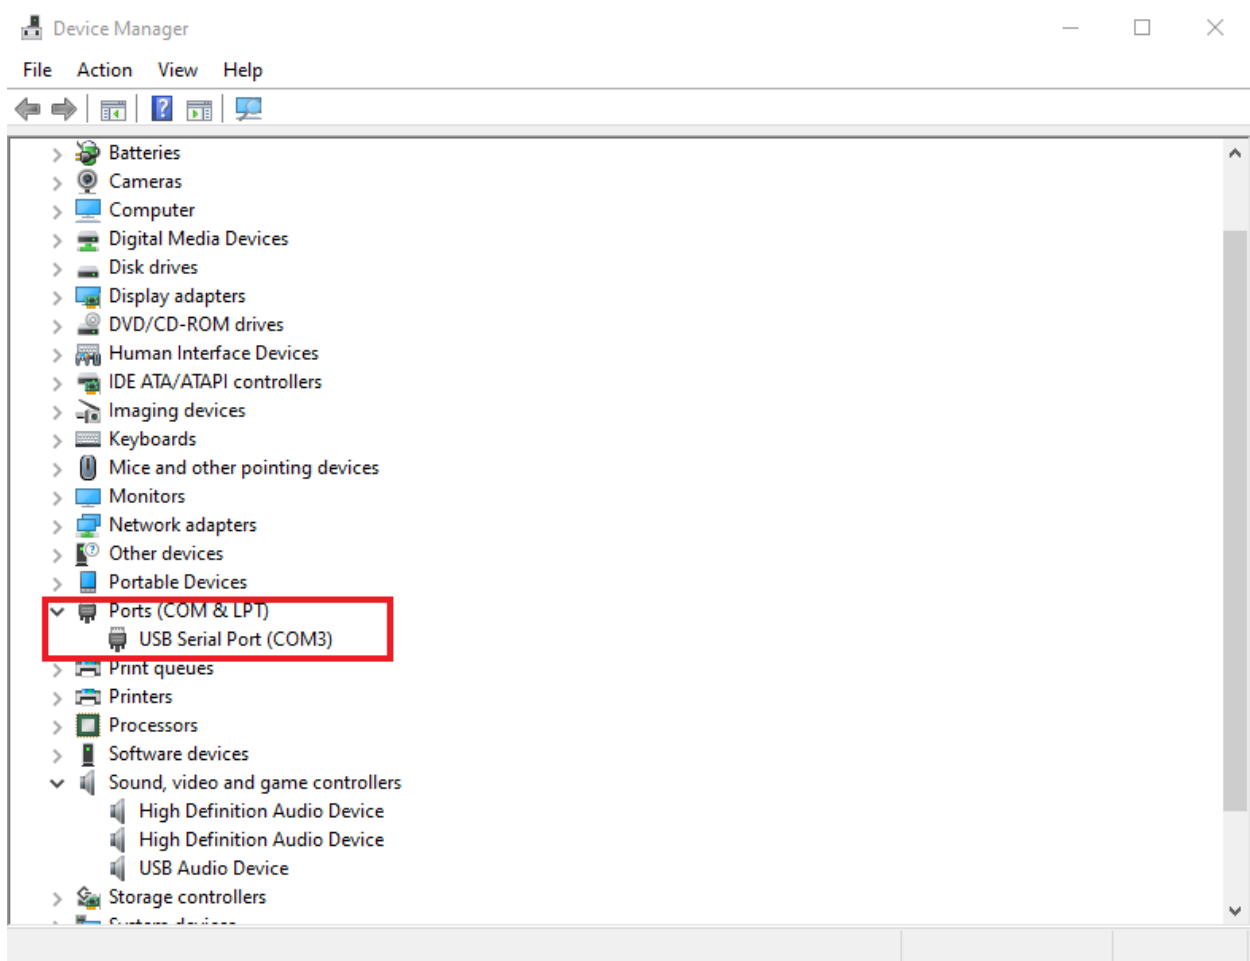 Device Manager
File Action View Help
Batteries
Cameras
Computer
Digital Media Devices
Disk drives
Display adapters
DVD/CD-ROM drives
Human Interface Devices
IDE ATA/ATAPI controllers
Imaging devices
Keyboards
Mice and other pointing devices
Monitors
Network adapters
Other devices
Portable Devices
Ports (COM & LPT)
USB Serial Port (COM3)
Print queues
Printers
Processors
Software devices
Sound, video and game controllers
High Definition Audio Device
High Definition Audio Device
USB Audio Device
Storage controllers
System devices